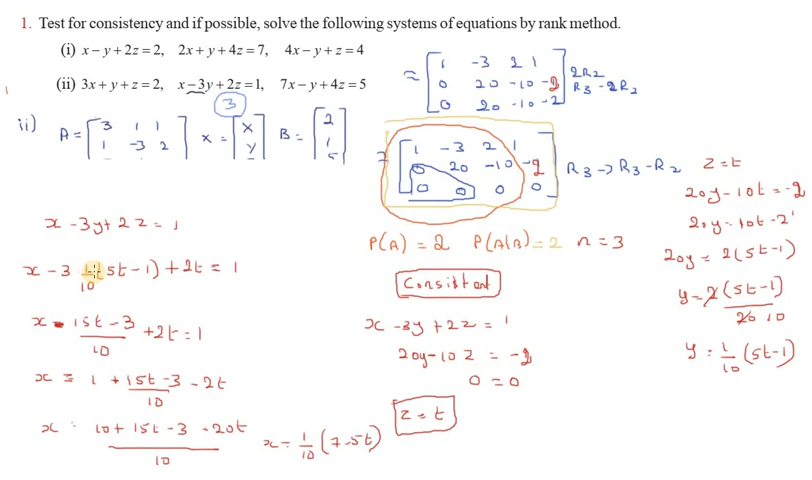 1. Test for consistency and if possible, solve the following systems of equations by rank method.
(i) x – y + 2z = 2, 2x + y + 4z = 7, 4x – y + z = 4
(ii) 3x + y + z = 2, x – 3y + 2z = 1, 7x – y + 4z = 5
3
ii) A = [ 3 1 1
1 -3 2 ] X = [ x
y ] B = [ 2
1
5 ]
≈ [ 1 -3 2 1
0 20 -10 -2
0 20 -10 -2 ] 2R2
R3 - 2R2
[ 1 -3 2 1
20 -10 -2
0 0 0 0 ] R3 → R3 - R2
P(A) = 2 P(A|B) = 2 n = 3
Consistent
x - 3y + 2z = 1
20y - 10z = -2
0 = 0
z = t
z = t
20y - 10t = -2
20y = 10t - 2
20y = 2(5t - 1)
y = 2(5t - 1)
20 10
y = 1/10 (5t - 1)
x - 3y + 2z = 1
x - 3 (5t - 1) + 2t = 1
10
x - 15t - 3 + 2t = 1
10
x = 1 + 15t - 3 - 2t
10
x = 10 + 15t - 3 - 20t
10
x = 1/10 (7 - 5t)